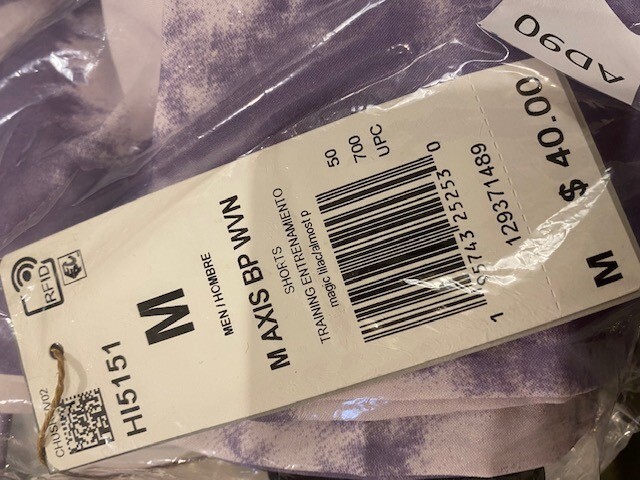 AD90
RFID
M
MEN / HOMBRE
M AXIS BP WVN
SHORTS
TRAINING ENTRENAMIENTO
magic lilac/almost p
50
700
UPC
1 95743 25253 0
129371489
$ 40.00
M
HI5151